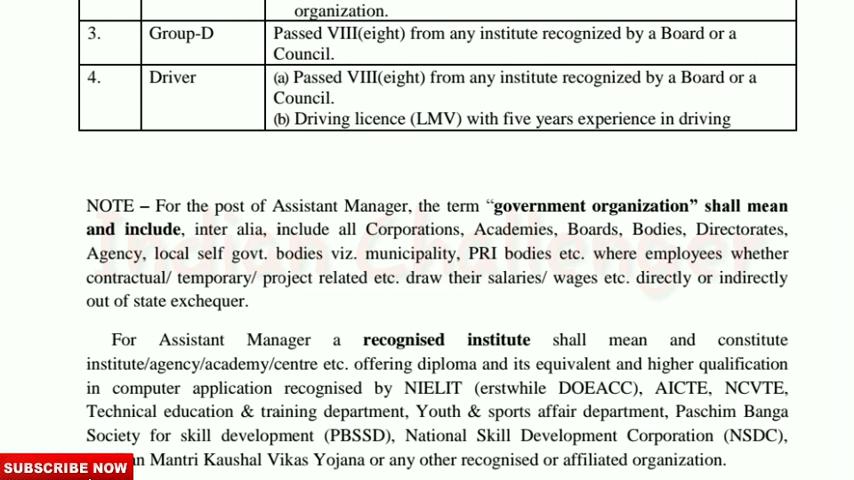 organization.
3. Group-D Passed VIII(eight) from any institute recognized by a Board or a
Council.
4. Driver (a) Passed VIII(eight) from any institute recognized by a Board or a
Council.
(b) Driving licence (LMV) with five years experience in driving
NOTE – For the post of Assistant Manager, the term “government organization” shall mean
and include, inter alia, include all Corporations, Academies, Boards, Bodies, Directorates,
Agency, local self govt. bodies viz. municipality, PRI bodies etc. where employees whether
contractual/ temporary/ project related etc. draw their salaries/ wages etc. directly or indirectly
out of state exchequer.
For Assistant Manager a recognised institute shall mean and constitute
institute/agency/academy/centre etc. offering diploma and its equivalent and higher qualification
in computer application recognised by NIELIT (erstwhile DOEACC), AICTE, NCVTE,
Technical education & training department, Youth & sports affair department, Paschim Banga
Society for skill development (PBSSD), National Skill Development Corporation (NSDC),
Mantri Kaushal Vikas Yojana or any other recognised or affiliated organization.
SUBSCRIBE NOW
Indian Challenger